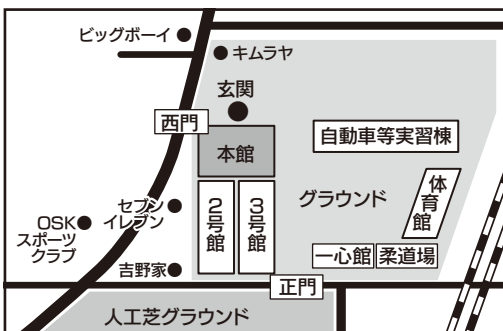 ビッグボーイ
キムラヤ
玄関
西門
本館
自動車等実習棟
体育館
グラウンド
セブン
イレブン
2号館
3号館
OSK
スポーツ
クラブ
一心館
柔道場
吉野家
正門
人工芝グラウンド